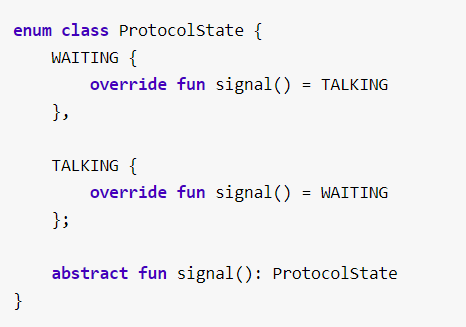 enum class ProtocolState {
    WAITING {
        override fun signal() = TALKING
    },
    TALKING {
        override fun signal() = WAITING
    };
    abstract fun signal(): ProtocolState
}